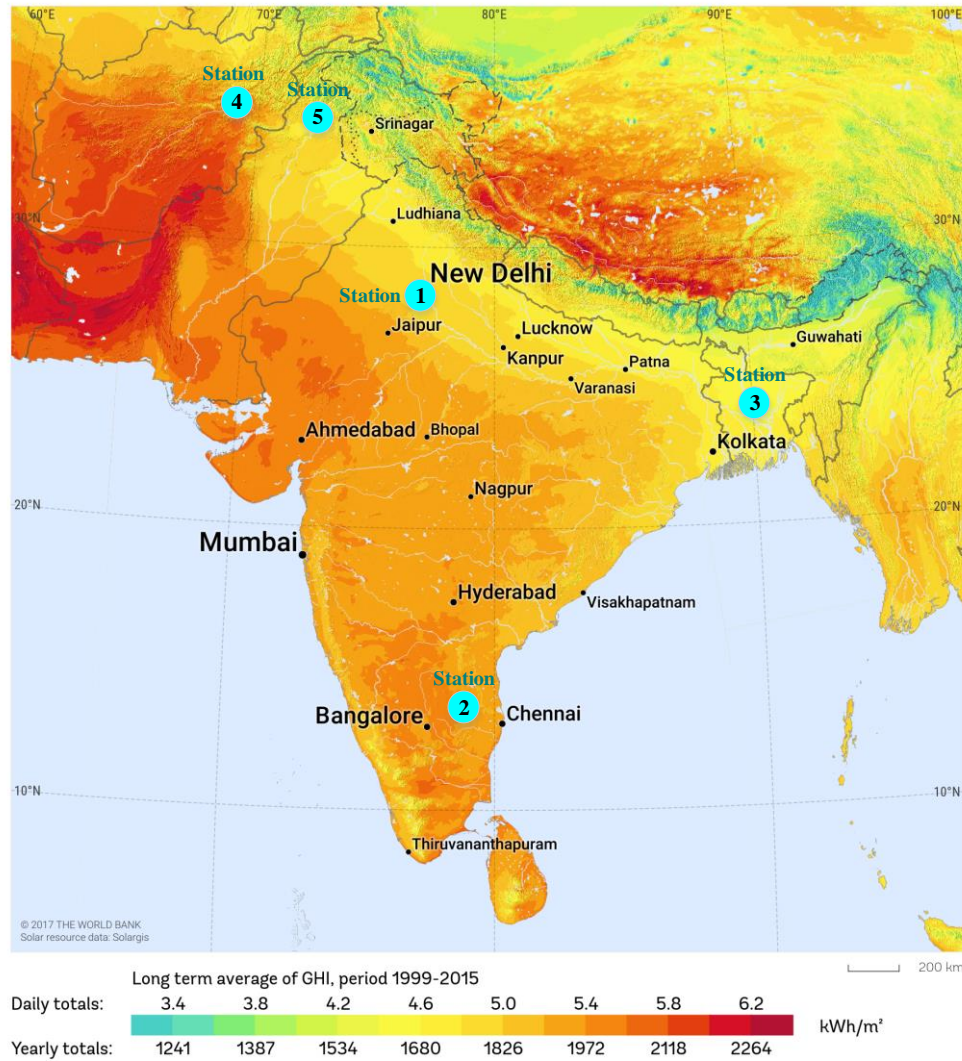 60°E 70°E 80°E 90°E 100°E
Station
4
Station
5
Srinagar
30°N 30°N
Ludhiana
New Delhi
Station 1
Jaipur
Lucknow
Kanpur
Guwahati
Patna
Varanasi
Station
3
Ahmedabad
Bhopal
Kolkata
Nagpur
20°N 20°N
Mumbai
Hyderabad
Visakhapatnam
Station
2
Bangalore
Chennai
10°N 10°N
Thiruvananthapuram
© 2017 THE WORLD BANK
Solar resource data: Solargis
200 km
Long term average of GHI, period 1999-2015
Daily totals: 3.4 3.8 4.2 4.6 5.0 5.4 5.8 6.2
kWh/m²
Yearly totals: 1241 1387 1534 1680 1826 1972 2118 2264